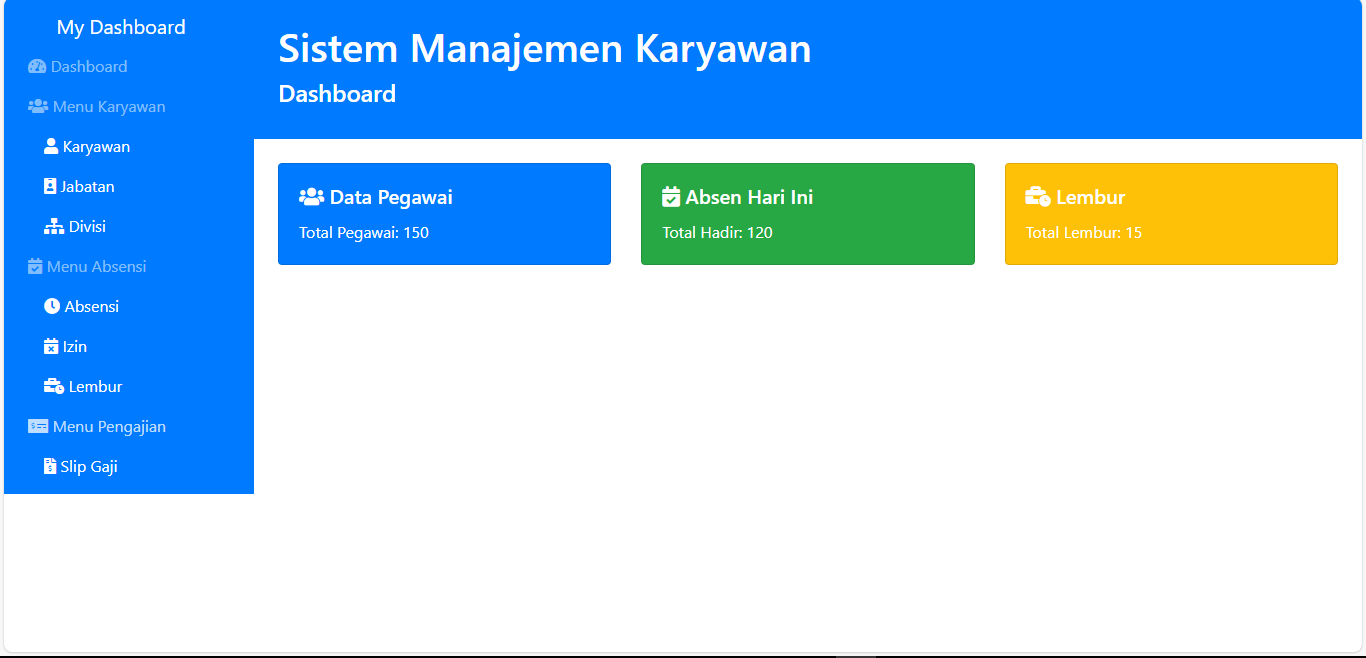 My Dashboard
Dashboard
Menu Karyawan
Karyawan
Jabatan
Divisi
Menu Absensi
Absensi
Izin
Lembur
Menu Pengajian
Slip Gaji
Sistem Manajemen Karyawan
Dashboard
Data Pegawai
Total Pegawai: 150
Absen Hari Ini
Total Hadir: 120
Lembur
Total Lembur: 15